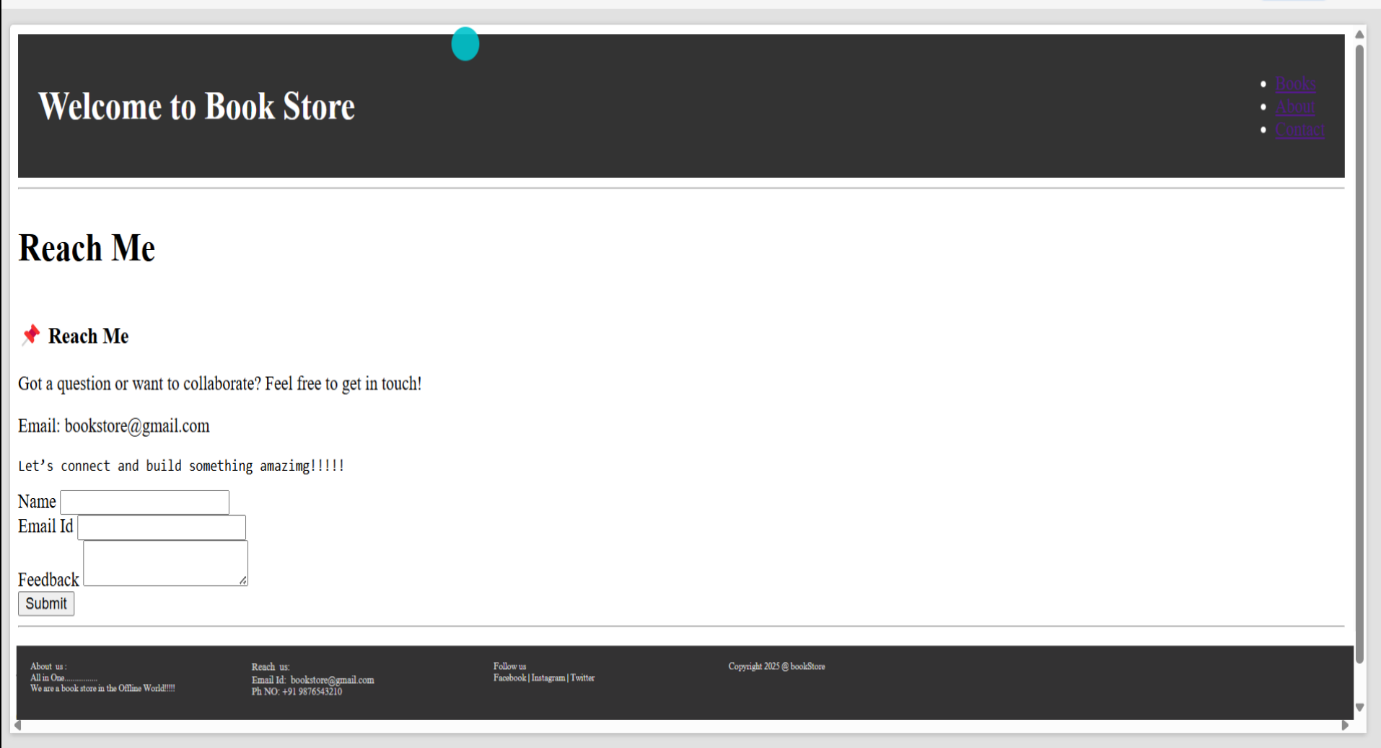 Welcome to Book Store
Books
About
Contact
Reach Me
📌 Reach Me
Got a question or want to collaborate? Feel free to get in touch!
Email: bookstore@gmail.com
Let’s connect and build something amazimg!!!!!
Name
Email Id
Feedback
Submit
About us :
All in One...............
We are a book store in the Offline World!!!!!
Reach us:
Email Id: bookstore@gmail.com
Ph NO: +91 9876543210
Follow us
Facebook | Instagram | Twitter
Copyright 2025 @ bookStore